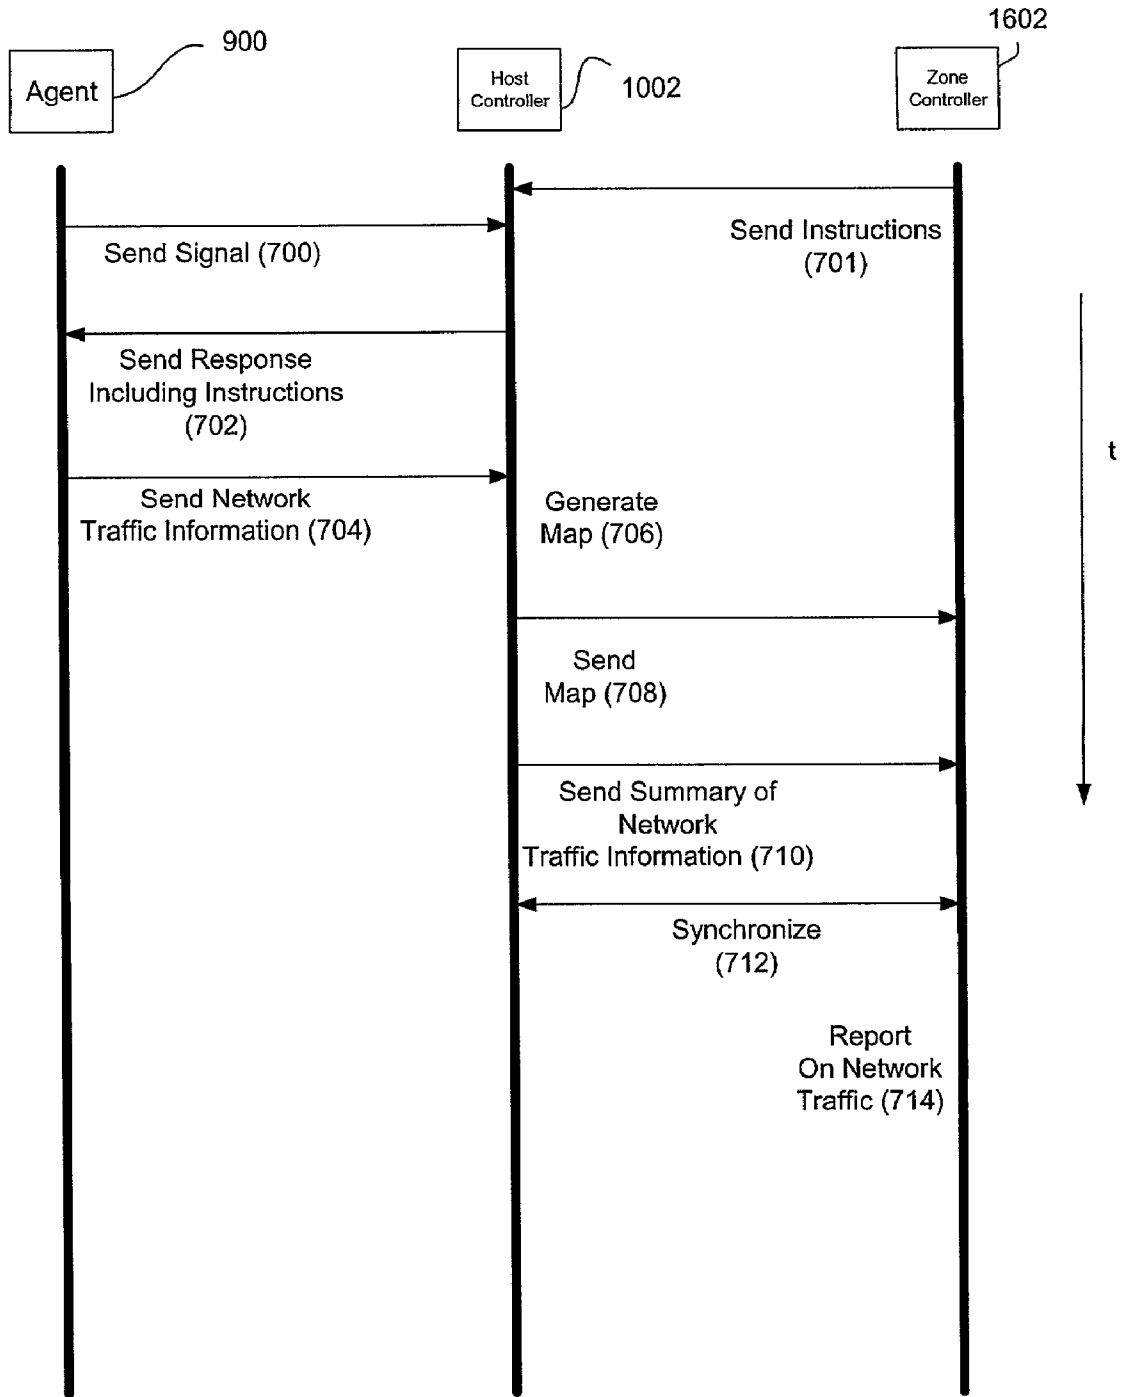 1602
900
Agent
Host
Controller
1002
Zone
Controller
Send Instructions
(701)
Send Signal (700)
Send Response
Including Instructions
(702)
t
Send Network
Traffic Information (704)
Generate
Map (706)
Send
Map (708)
Send Summary of
Network
Traffic Information (710)
Synchronize
(712)
Report
On Network
Traffic (714)